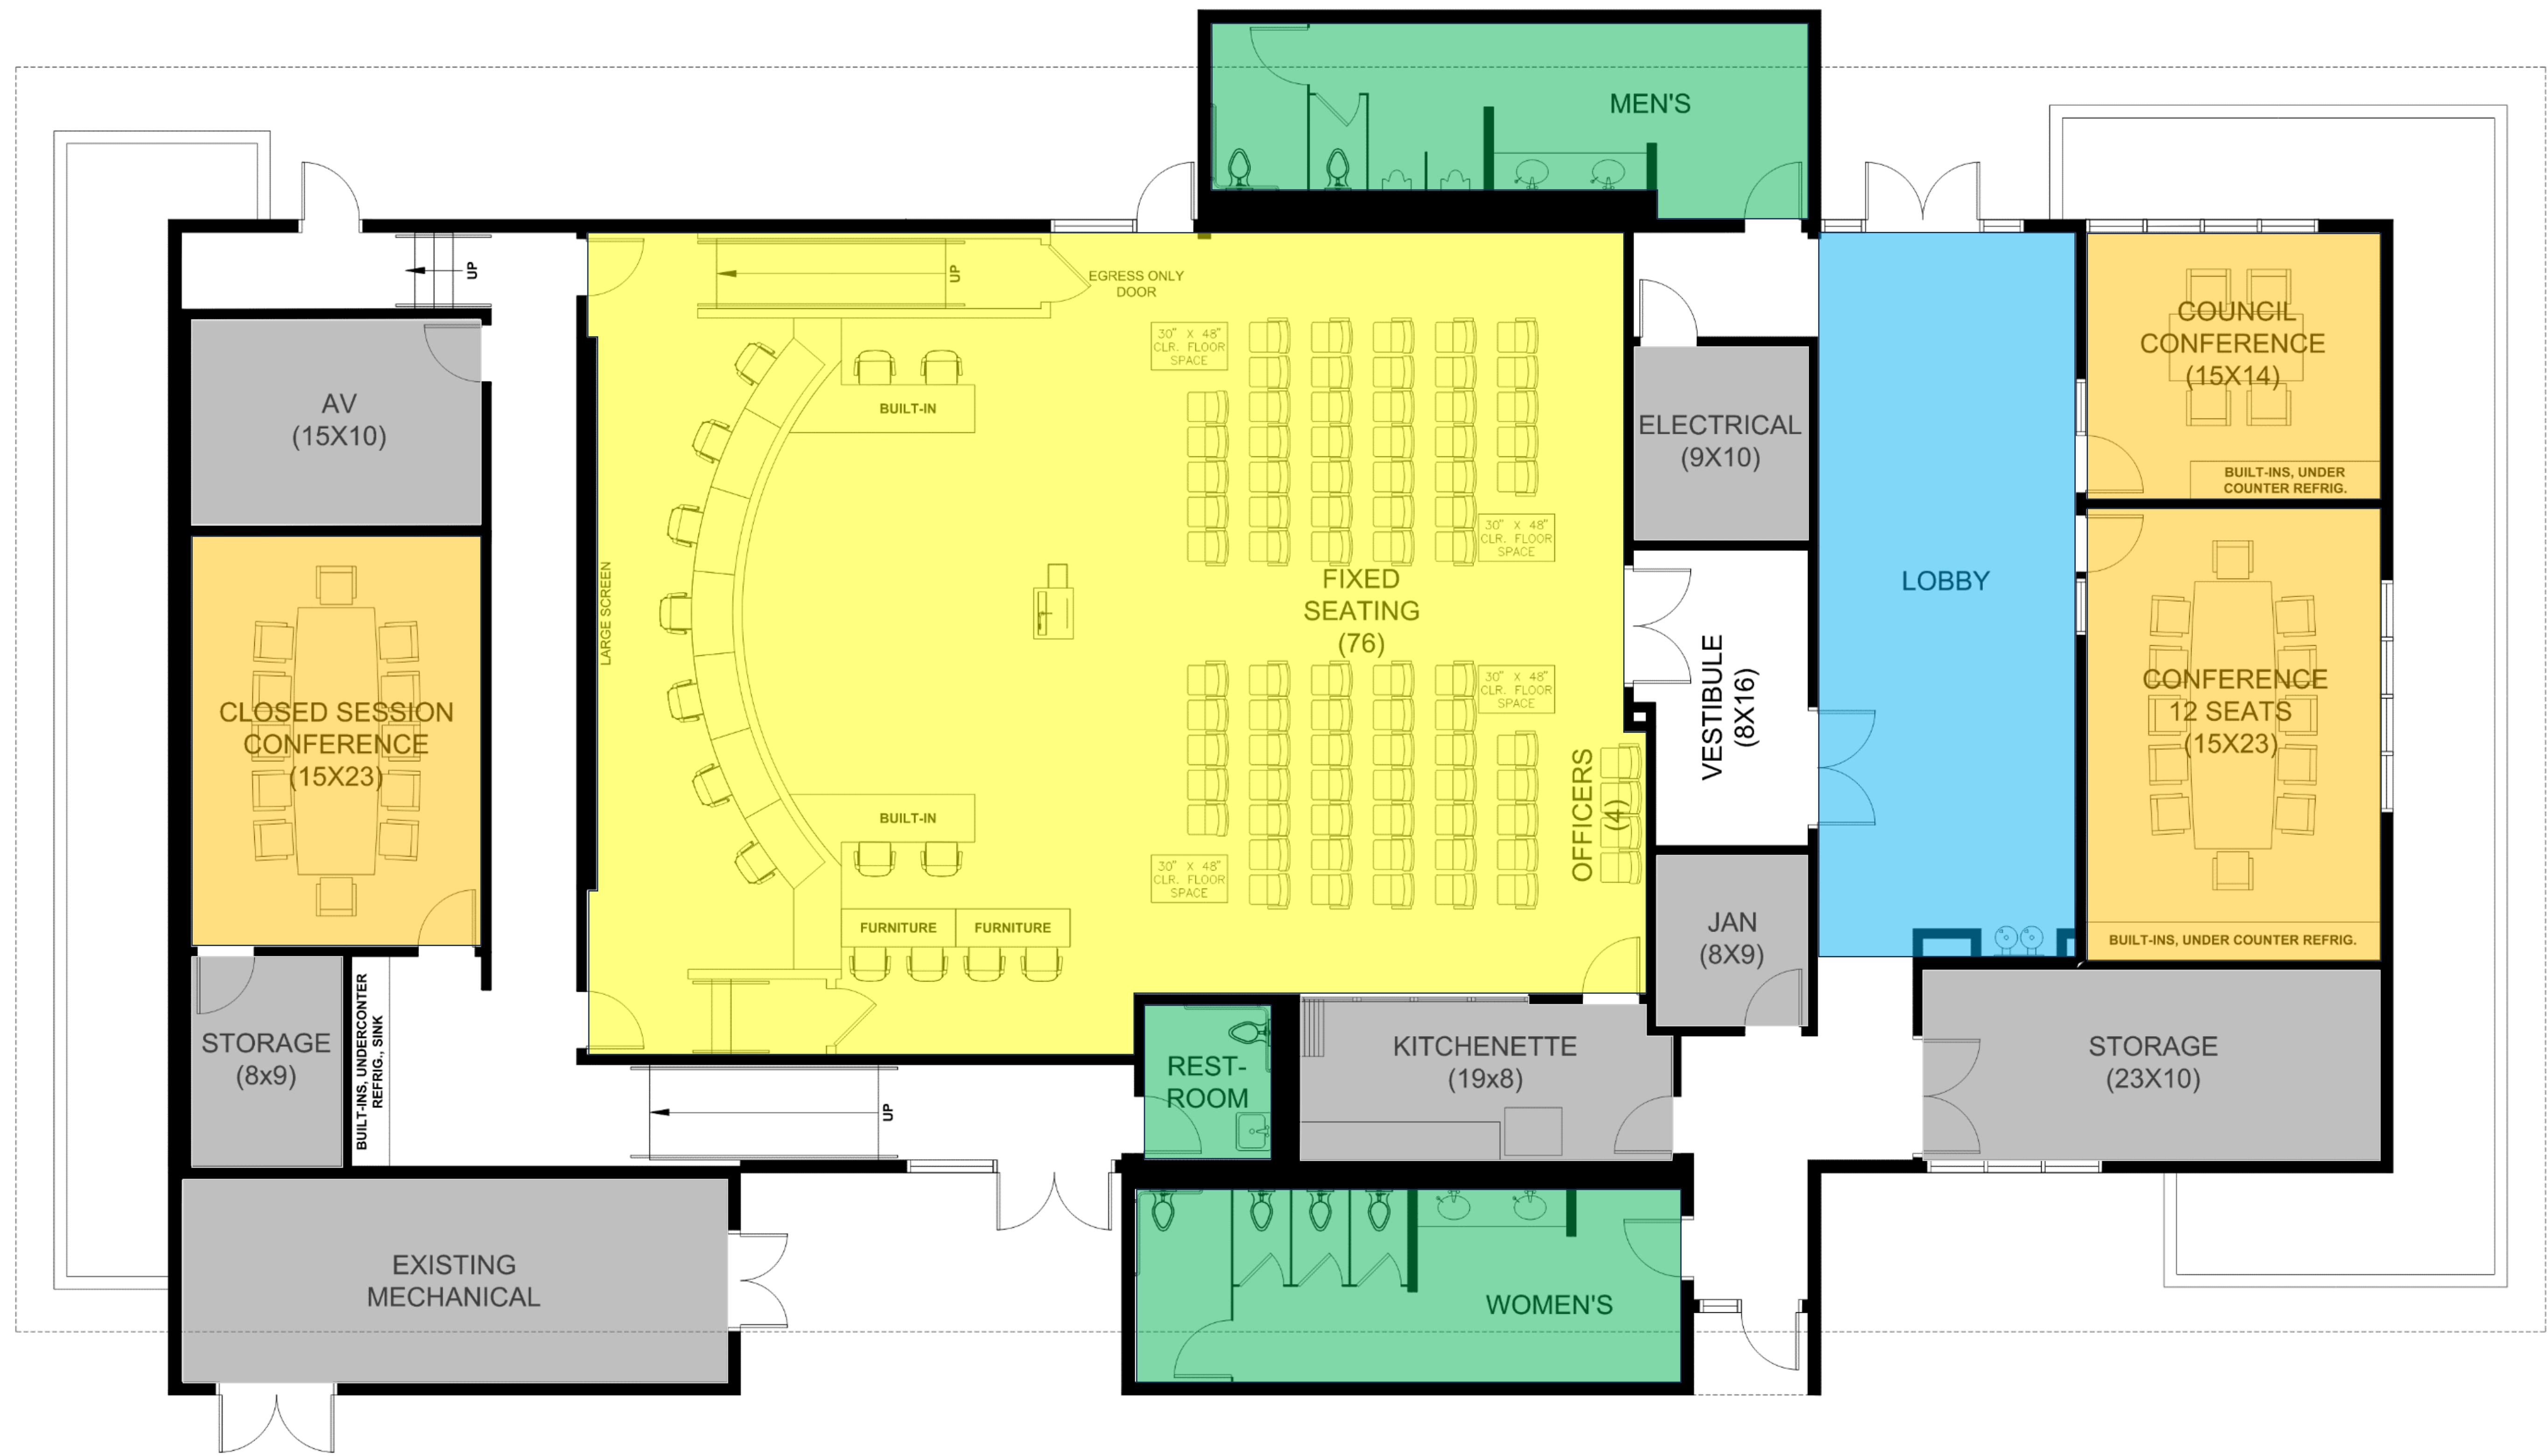 MEN'S
UP
UP
EGRESS ONLY
DOOR
COUNCIL
CONFERENCE
(15X14)
BUILT-INS, UNDER
COUNTER REFRIG.
30" X 48"
CLR. FLOOR
SPACE
AV
(15X10)
BUILT-IN
ELECTRICAL
(9X10)
30" X 48"
CLR. FLOOR
SPACE
LARGE SCREEN
FIXED
SEATING
(76)
LOBBY
VESTIBULE
(8X16)
30" X 48"
CLR. FLOOR
SPACE
CLOSED SESSION
CONFERENCE
(15X23)
CONFERENCE
12 SEATS
(15X23)
OFFICERS
(4)
BUILT-IN
30" X 48"
CLR. FLOOR
SPACE
FURNITURE
FURNITURE
JAN
(8X9)
BUILT-INS, UNDER COUNTER REFRIG.
STORAGE
(8x9)
BUILT-INS, UNDERCONTER
REFRIG., SINK
UP
REST-
ROOM
KITCHENETTE
(19x8)
STORAGE
(23X10)
EXISTING
MECHANICAL
WOMEN'S